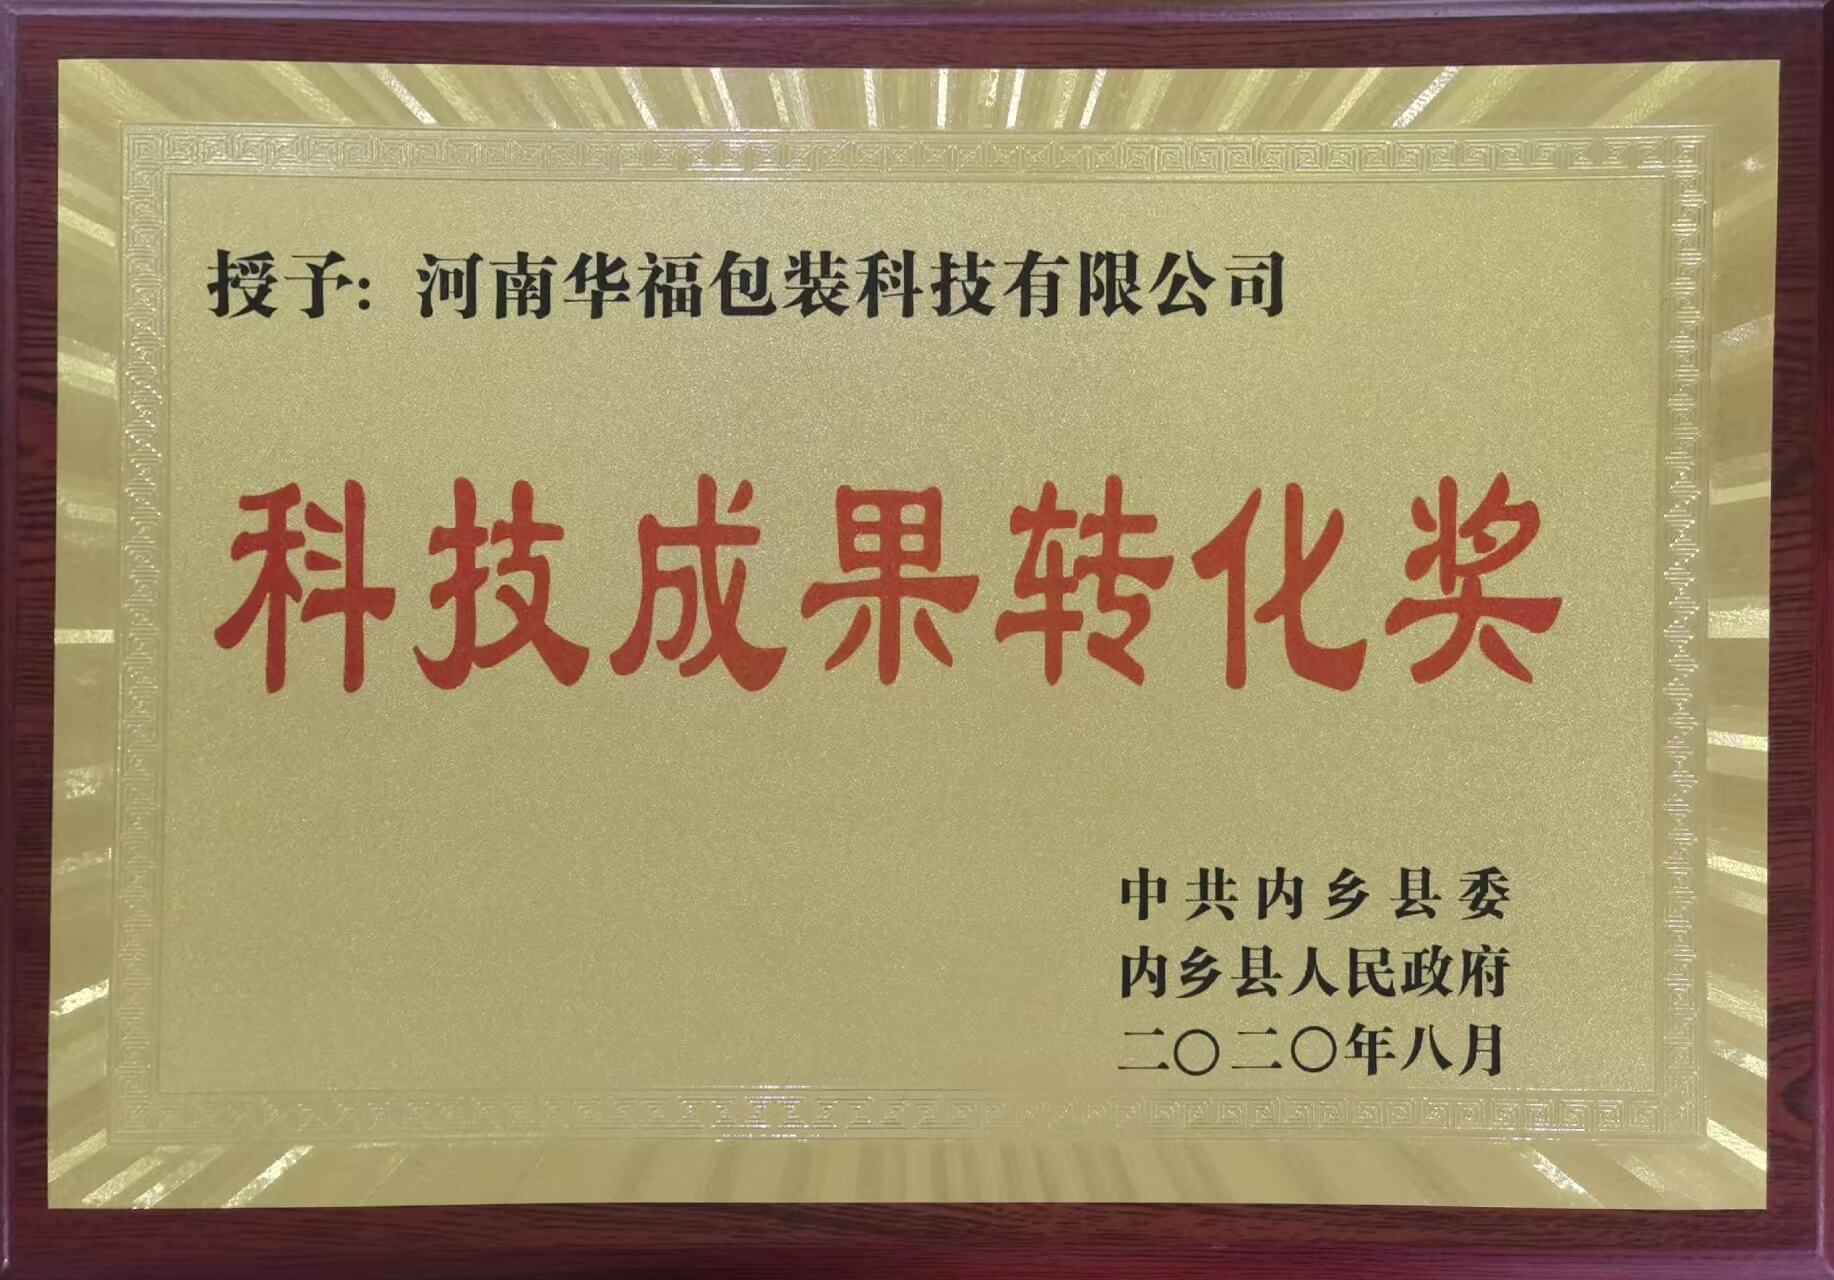 授予：河南华福包装科技有限公司
科技成果转化奖
中共内乡县委
内乡县人民政府
二〇二〇年八月